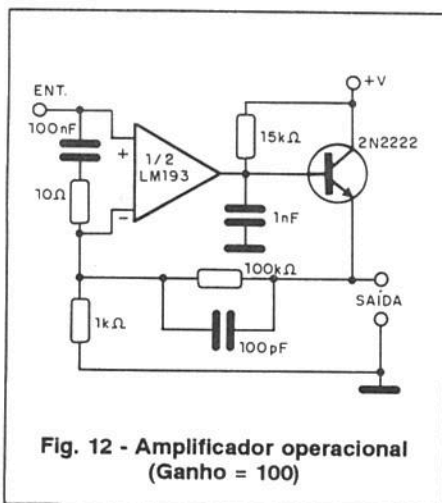 ENT.
+V
100nF
15kΩ
2N2222
+
1/2
LM193
10Ω
-
1nF
100kΩ
SAÍDA
1kΩ
100pF
Fig. 12 - Amplificador operacional
(Ganho = 100)